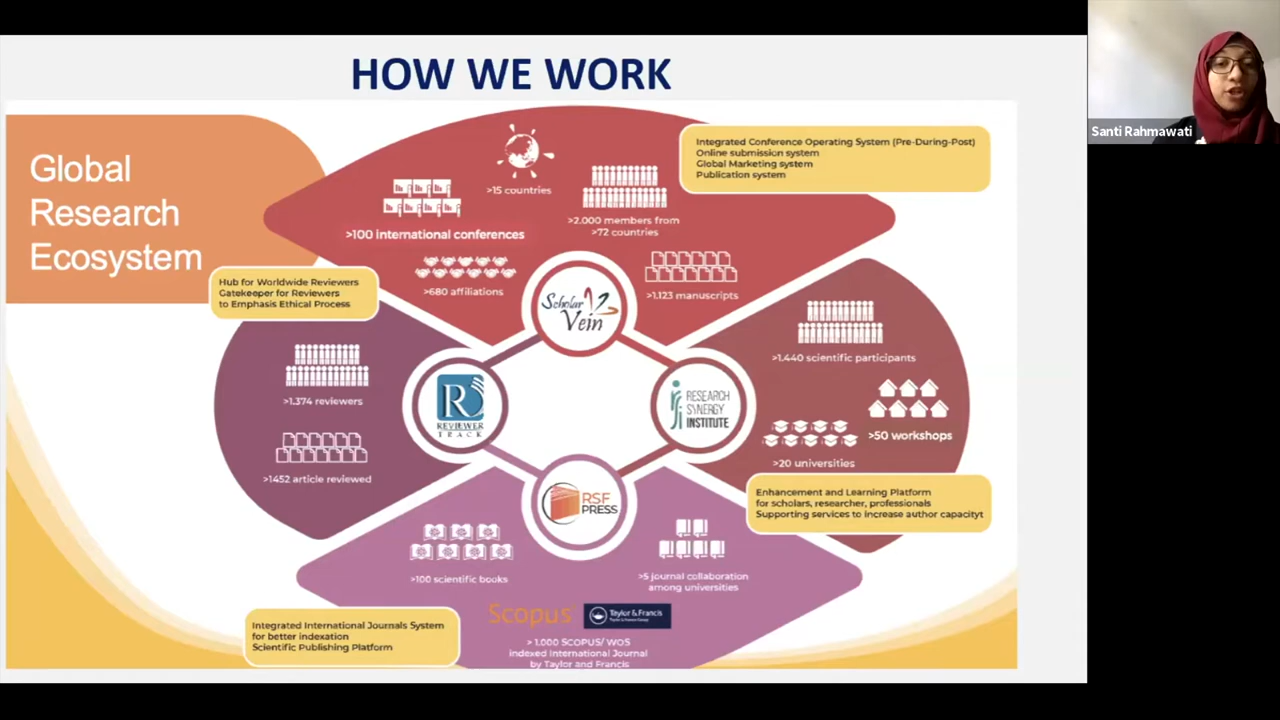 HOW WE WORK
Santi Rahmawati
Global
Research
Ecosystem
Integrated Conference Operating System (Pre-During-Post)
Online submission system
Global Marketing system
Publication system
>15 countries
>2.000 members from
>72 countries
>100 international conferences
>680 affiliations
>1.123 manuscripts
Scholar
Vein
Hub for Worldwide Reviewers
Gatekeeper for Reviewers
to Emphasis Ethical Process
>1.374 reviewers
>1452 article reviewed
R
REVIEWER
TRACK
RESEARCH
SYNERGY
INSTITUTE
>1.440 scientific participants
>50 workshops
>20 universities
Enhancement and Learning Platform
for scholars, researcher, professionals
Supporting services to increase author capacityt
RSF
PRESS
>100 scientific books
>5 journal collaboration
among universities
Scopus
Taylor & Francis
> 1.000 SCOPUS/ WOS
indexed International Journal
by Taylor and Francis
Integrated International Journals System
for better indexation
Scientific Publishing Platform